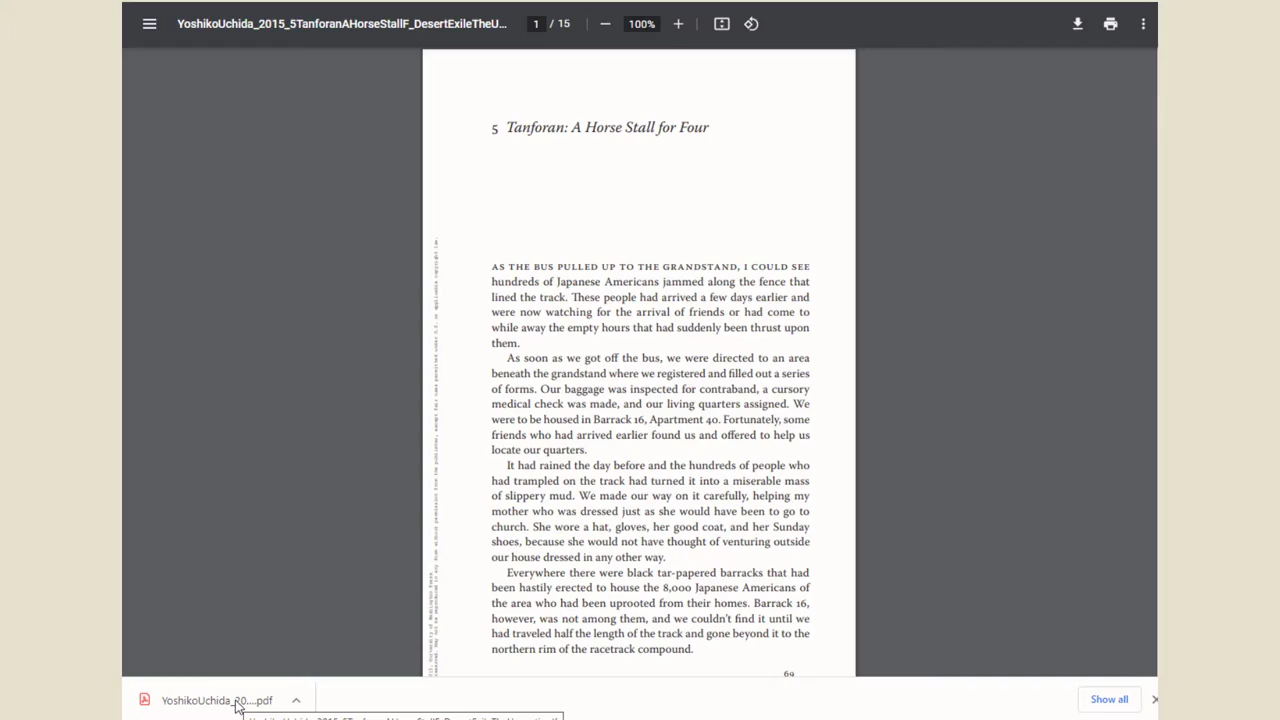 YoshikoUchida_2015_5TanforanAHorseStallF_DesertExileTheU...
1 / 15
100%
5 Tanforan: A Horse Stall for Four
AS THE BUS PULLED UP TO THE GRANDSTAND, I COULD SEE
hundreds of Japanese Americans jammed along the fence that
lined the track. These people had arrived a few days earlier and
were now watching for the arrival of friends or had come to
while away the empty hours that had suddenly been thrust upon
them.
As soon as we got off the bus, we were directed to an area
beneath the grandstand where we registered and filled out a series
of forms. Our baggage was inspected for contraband, a cursory
medical check was made, and our living quarters assigned. We
were to be housed in Barrack 16, Apartment 40. Fortunately, some
friends who had arrived earlier found us and offered to help us
locate our quarters.
It had rained the day before and the hundreds of people who
had trampled on the track had turned it into a miserable mass
of slippery mud. We made our way on it carefully, helping my
mother who was dressed just as she would have been to go to
church. She wore a hat, gloves, her good coat, and her Sunday
shoes, because she would not have thought of venturing outside
our house dressed in any other way.
Everywhere there were black tar-papered barracks that had
been hastily erected to house the 8,000 Japanese Americans of
the area who had been uprooted from their homes. Barrack 16,
however, was not among them, and we couldn't find it until we
had traveled half the length of the track and gone beyond it to the
northern rim of the racetrack compound.
69
YoshikoUchida_20....pdf
Show all